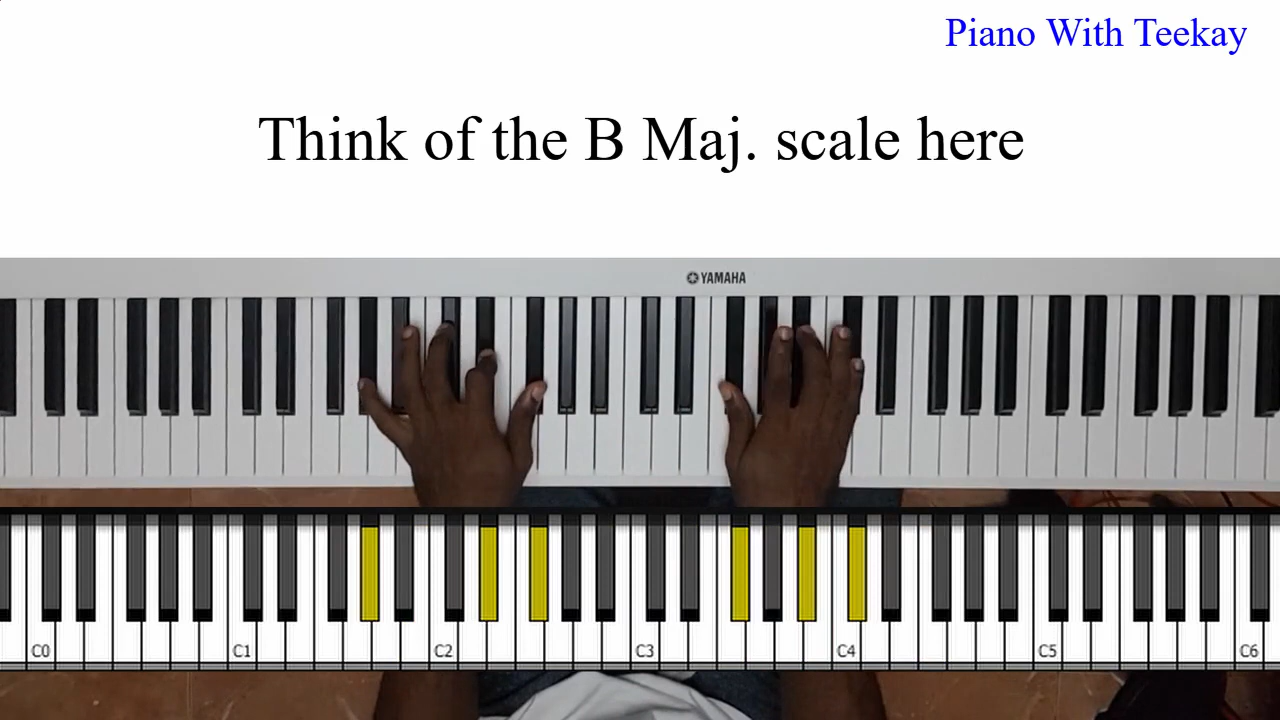 Piano With Teekay
Think of the B Maj. scale here
YAMAHA
C0 C1 C2 C3 C4 C5 C6